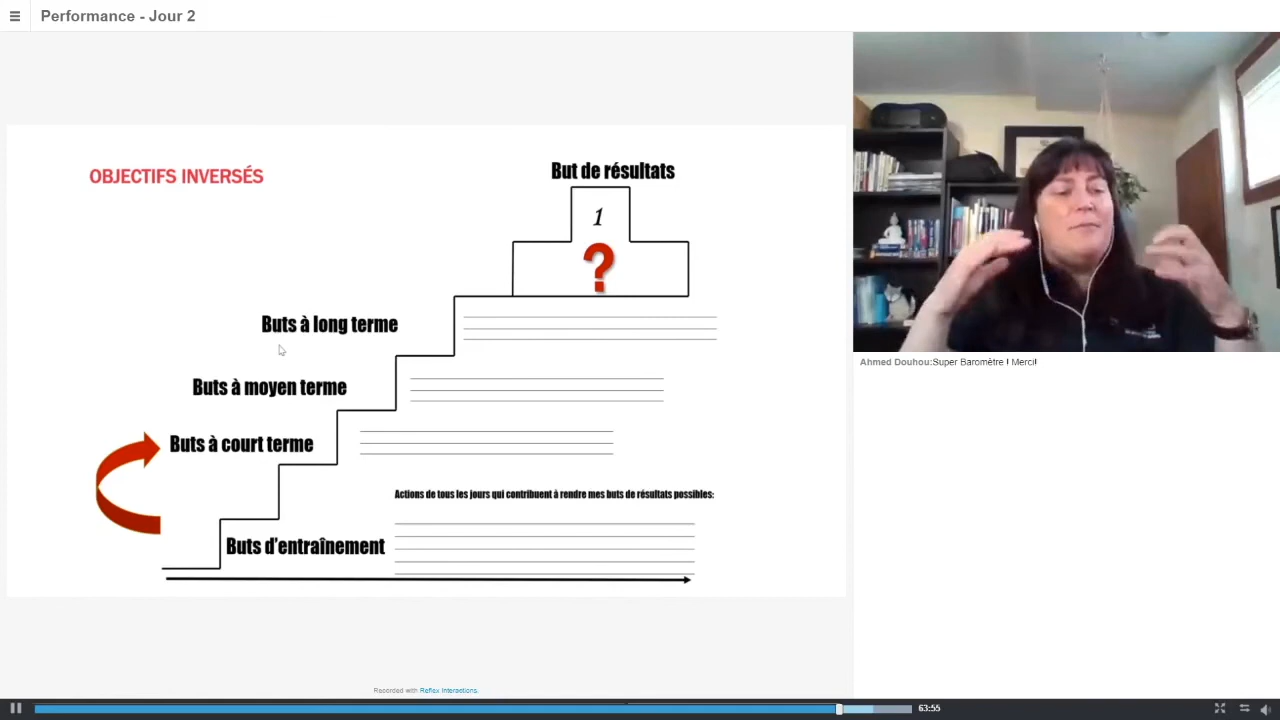 Performance - Jour 2
OBJECTIFS INVERSÉS
But de résultats
1
?
Buts à long terme
Buts à moyen terme
Buts à court terme
Actions de tous les jours qui contribuent à rendre mes buts de résultats possibles:
Buts d'entraînement
Ahmed Douhou:Super Baromètre ! Merci!
Recorded with Reflex Interactions.
63:55